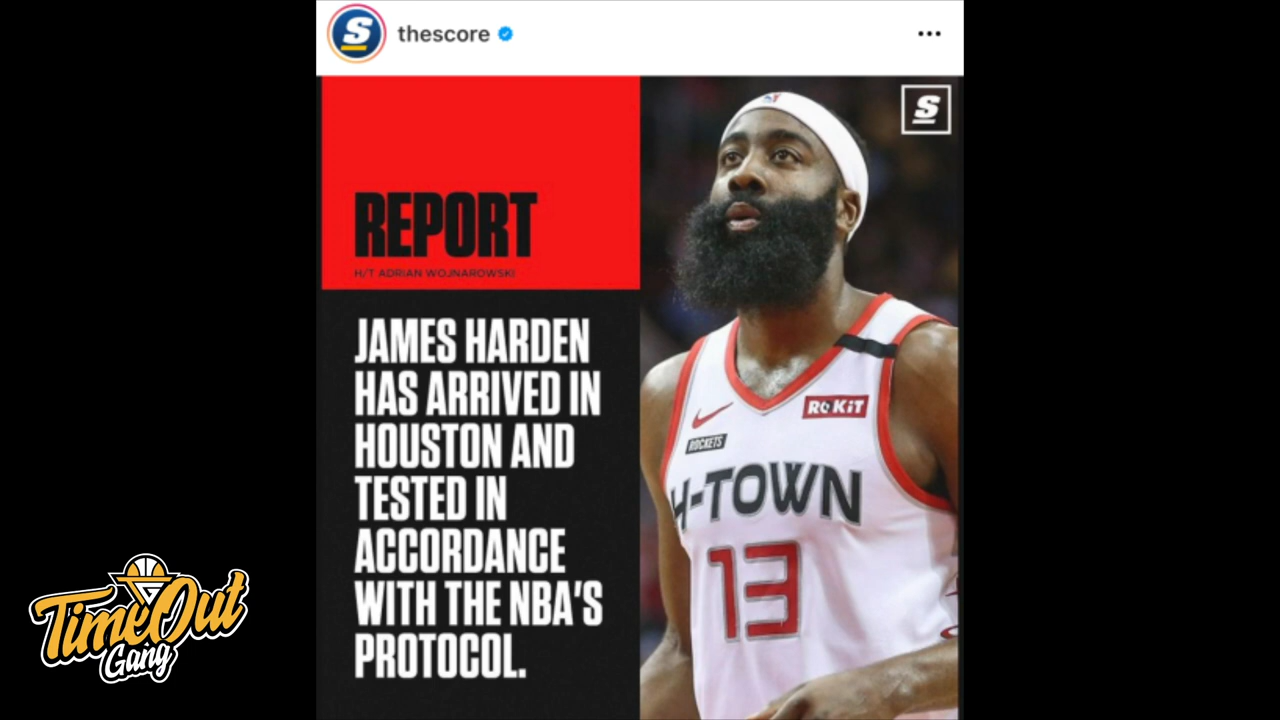 thescore
REPORT
H/T ADRIAN WOJNAROWSKI
JAMES HARDEN
HAS ARRIVED IN
HOUSTON AND
TESTED IN
ACCORDANCE
WITH THE NBA'S
PROTOCOL.
S
S
ROKiT
ROCKETS
H-TOWN
13
TimeOut
Gang